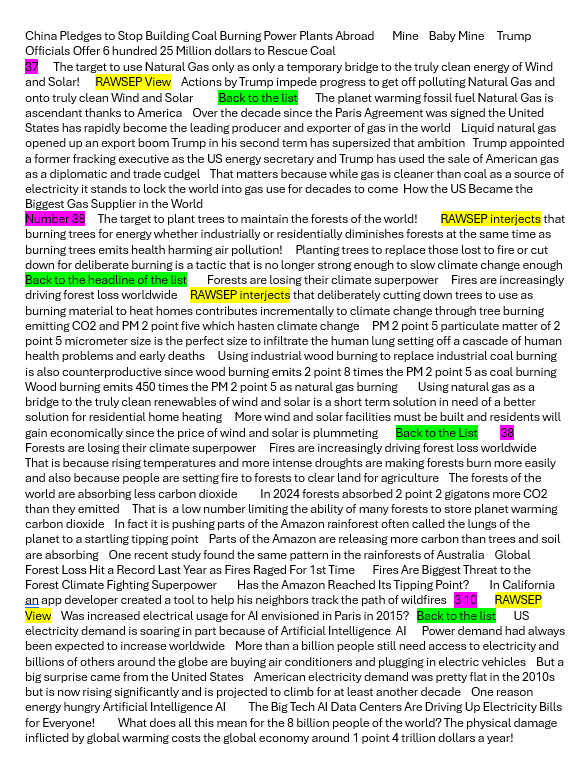 China Pledges to Stop Building Coal Burning Power Plants Abroad Mine Baby Mine Trump
Officials Offer 6 hundred 25 Million dollars to Rescue Coal
37 The target to use Natural Gas only as only a temporary bridge to the truly clean energy of Wind
and Solar! RAWSEP View Actions by Trump impede progress to get off polluting Natural Gas and
onto truly clean Wind and Solar Back to the list The planet warming fossil fuel Natural Gas is
ascendant thanks to America Over the decade since the Paris Agreement was signed the United
States has rapidly become the leading producer and exporter of gas in the world Liquid natural gas
opened up an export boom Trump in his second term has supersized that ambition Trump appointed
a former fracking executive as the US energy secretary and Trump has used the sale of American gas
as a diplomatic and trade cudgel That matters because while gas is cleaner than coal as a source of
electricity it stands to lock the world into gas use for decades to come How the US Became the
Biggest Gas Supplier in the World
Number 38 The target to plant trees to maintain the forests of the world! RAWSEP interjects that
burning trees for energy whether industrially or residentially diminishes forests at the same time as
burning trees emits health harming air pollution! Planting trees to replace those lost to fire or cut
down for deliberate burning is a tactic that is no longer strong enough to slow climate change enough
Back to the headline of the list Forests are losing their climate superpower Fires are increasingly
driving forest loss worldwide RAWSEP interjects that deliberately cutting down trees to use as
burning material to heat homes contributes incrementally to climate change through tree burning
emitting CO2 and PM 2 point five which hasten climate change PM 2 point 5 particulate matter of 2
point 5 micrometer size is the perfect size to infiltrate the human lung setting off a cascade of human
health problems and early deaths Using industrial wood burning to replace industrial coal burning
is also counterproductive since wood burning emits 2 point 8 times the PM 2 point 5 as coal burning
Wood burning emits 450 times the PM 2 point 5 as natural gas burning Using natural gas as a
bridge to the truly clean renewables of wind and solar is a short term solution in need of a better
solution for residential home heating More wind and solar facilities must be built and residents will
gain economically since the price of wind and solar is plummeting Back to the List 38
Forests are losing their climate superpower Fires are increasingly driving forest loss worldwide
That is because rising temperatures and more intense droughts are making forests burn more easily
and also because people are setting fire to forests to clear land for agriculture The forests of the
world are absorbing less carbon dioxide In 2024 forests absorbed 2 point 2 gigatons more CO2
than they emitted That is a low number limiting the ability of many forests to store planet warming
carbon dioxide In fact it is pushing parts of the Amazon rainforest often called the lungs of the
planet to a startling tipping point Parts of the Amazon are releasing more carbon than trees and soil
are absorbing One recent study found the same pattern in the rainforests of Australia Global
Forest Loss Hit a Record Last Year as Fires Raged For 1st Time Fires Are Biggest Threat to the
Forest Climate Fighting Superpower Has the Amazon Reached Its Tipping Point? In California
an app developer created a tool to help his neighbors track the path of wildfires 3 10 RAWSEP
View Was increased electrical usage for AI envisioned in Paris in 2015? Back to the list US
electricity demand is soaring in part because of Artificial Intelligence AI Power demand had always
been expected to increase worldwide More than a billion people still need access to electricity and
billions of others around the globe are buying air conditioners and plugging in electric vehicles But a
big surprise came from the United States American electricity demand was pretty flat in the 2010s
but is now rising significantly and is projected to climb for at least another decade One reason
energy hungry Artificial Intelligence AI The Big Tech AI Data Centers Are Driving Up Electricity Bills
for Everyone! What does all this mean for the 8 billion people of the world? The physical damage
inflicted by global warming costs the global economy around 1 point 4 trillion dollars a year!